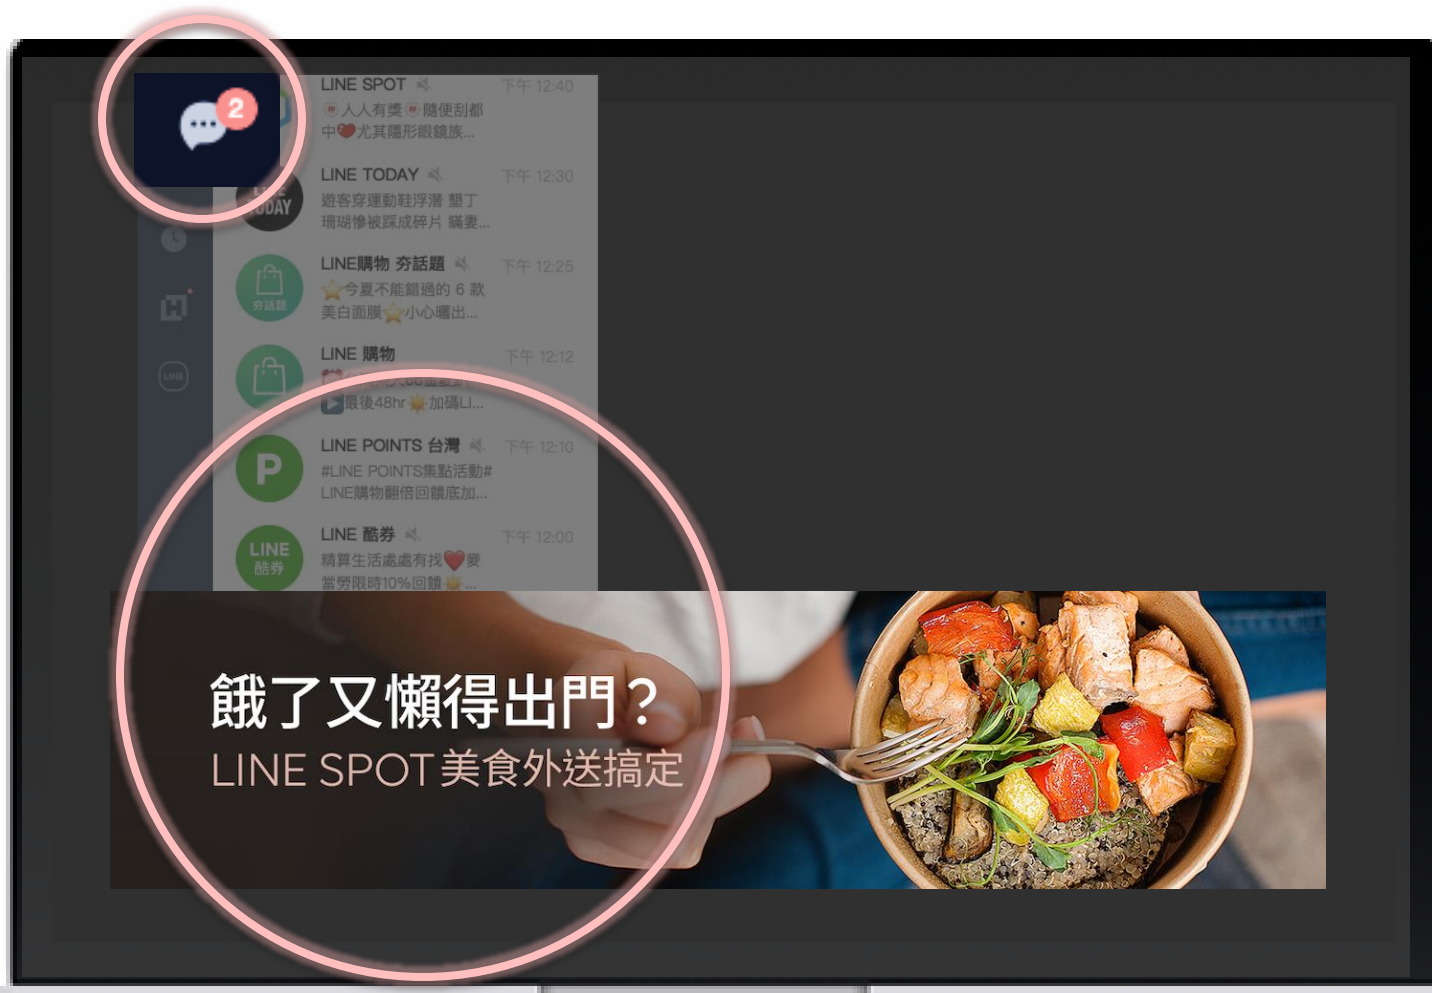 2
LINE SPOT 下午 12:40
人人有獎 隨便刮都
中❤️尤其隱形眼鏡族...
LINE TODAY 下午 12:30
TODAY
遊客穿運動鞋浮潛 墾丁
珊瑚慘被踩成碎片 瞞妻...
LINE購物 夯話題 下午 12:25
⭐今夏不能錯過的 6 款
夯話題
美白面膜⭐小心曬出...
LINE 購物 下午 12:12
LINE
▶最後48hr☀加碼LI...
LINE POINTS 台灣 下午 12:10
P
#LINE POINTS集點活動#
LINE購物翻倍回饋底加...
LINE 酷券 下午 12:00
LINE
酷券
精算生活處處有找❤️麥
當勞限時10%回饋☀...
餓了又懶得出門？
LINE SPOT美食外送搞定